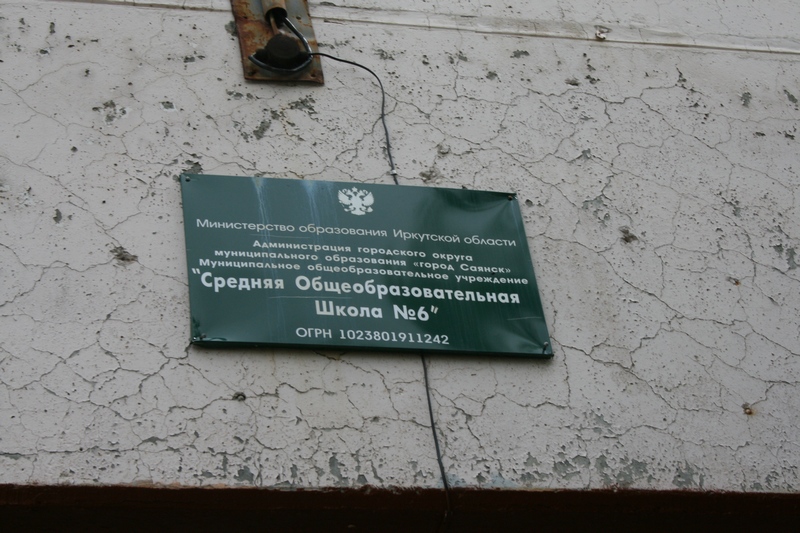 Министерство образования Иркутской области
Администрация городского округа
муниципального образования «город Саянск»
Муниципальное общеобразовательное учреждение
"Средняя Общеобразовательная
Школа №6"
ОГРН 1023801911242